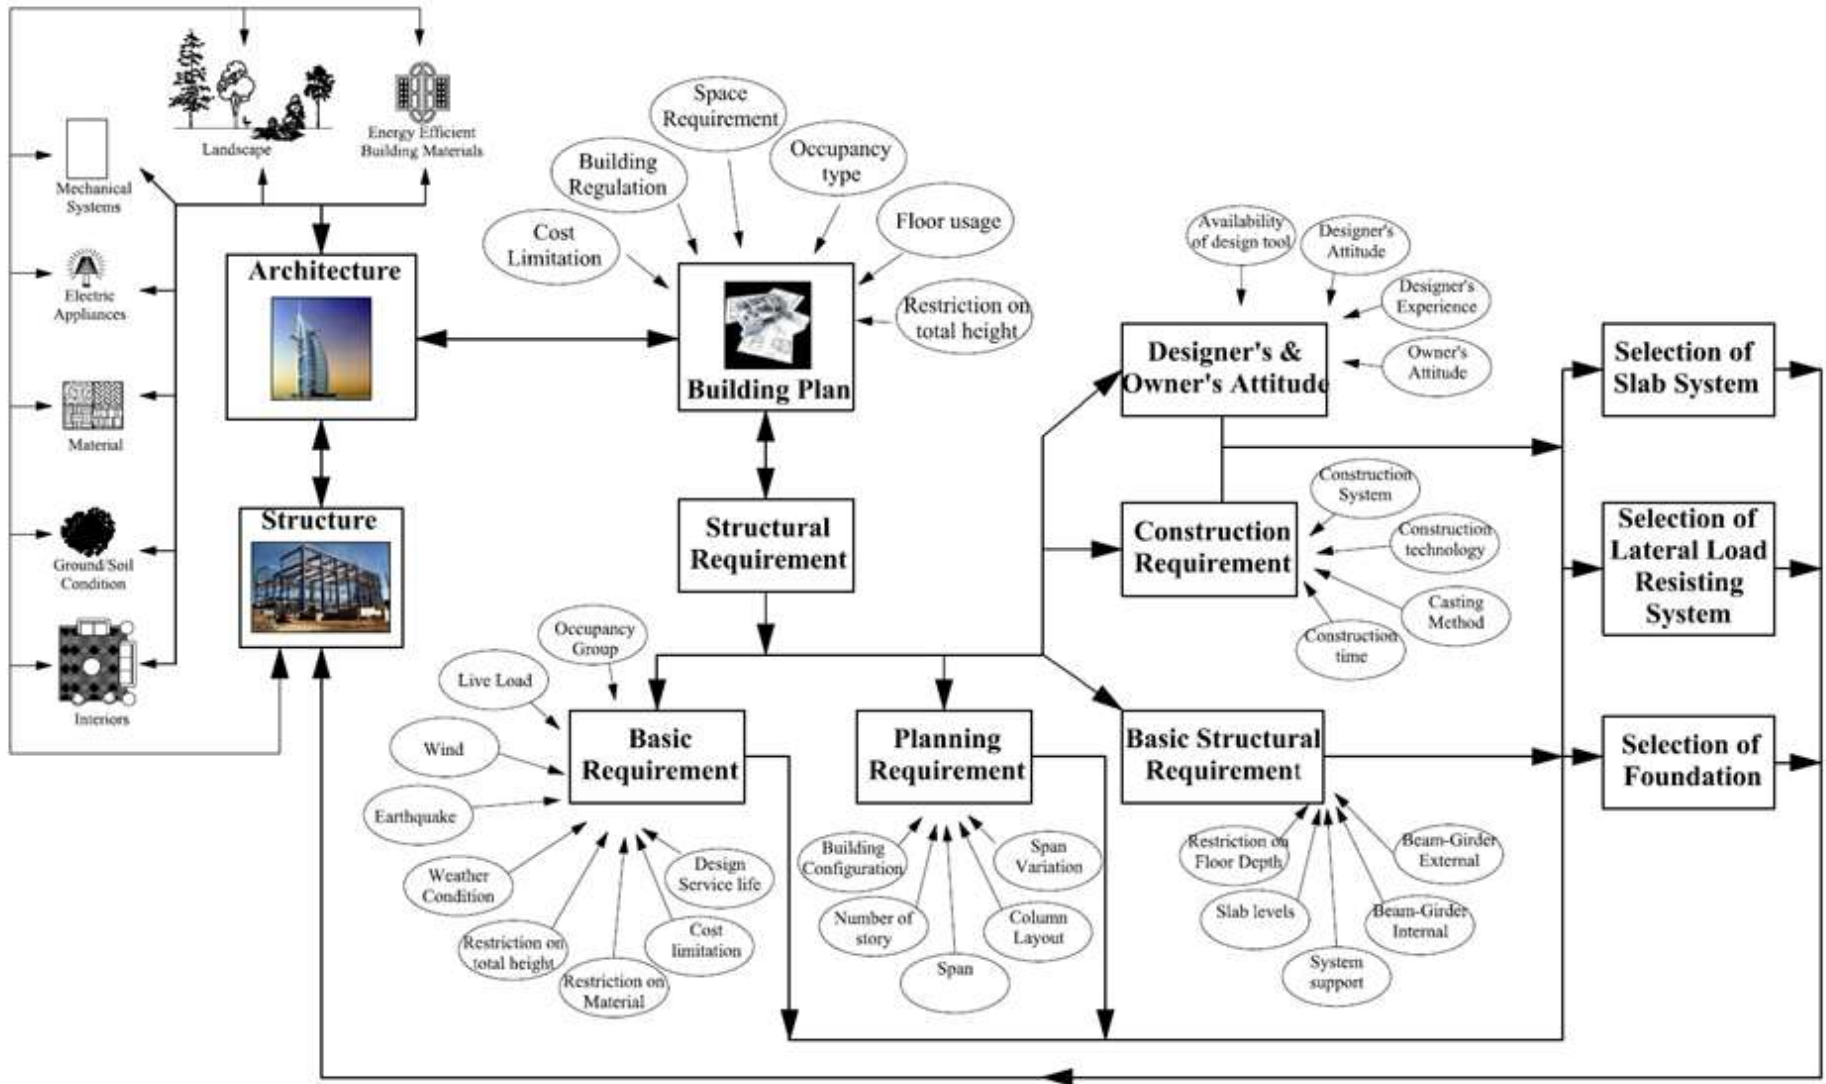 Mechanical
Systems
Landscape
Energy Efficient
Building Materials
Electric
Appliances
Material
Ground/Soil
Condition
Interiors
Architecture
Structure
Cost
Limitation
Building
Regulation
Space
Requirement
Occupancy
type
Floor usage
Restriction on
total height
Building Plan
Structural
Requirement
Availability
of design tool
Designer's
Attitude
Designer's
Experience
Owner's
Attitude
Designer's &
Owner's Attitude
Construction
Requirement
Construction
System
Construction
technology
Casting
Method
Construction
time
Selection of
Slab System
Selection of
Lateral Load
Resisting
System
Selection of
Foundation
Occupancy
Group
Live Load
Wind
Earthquake
Weather
Condition
Restriction on
total height
Restriction on
Material
Cost
limitation
Design
Service life
Basic
Requirement
Planning
Requirement
Building
Configuration
Number of
story
Span
Column
Layout
Span
Variation
Basic Structural
Requirement
Restriction on
Floor Depth
Slab levels
System
support
Beam-Girder
Internal
Beam-Girder
External